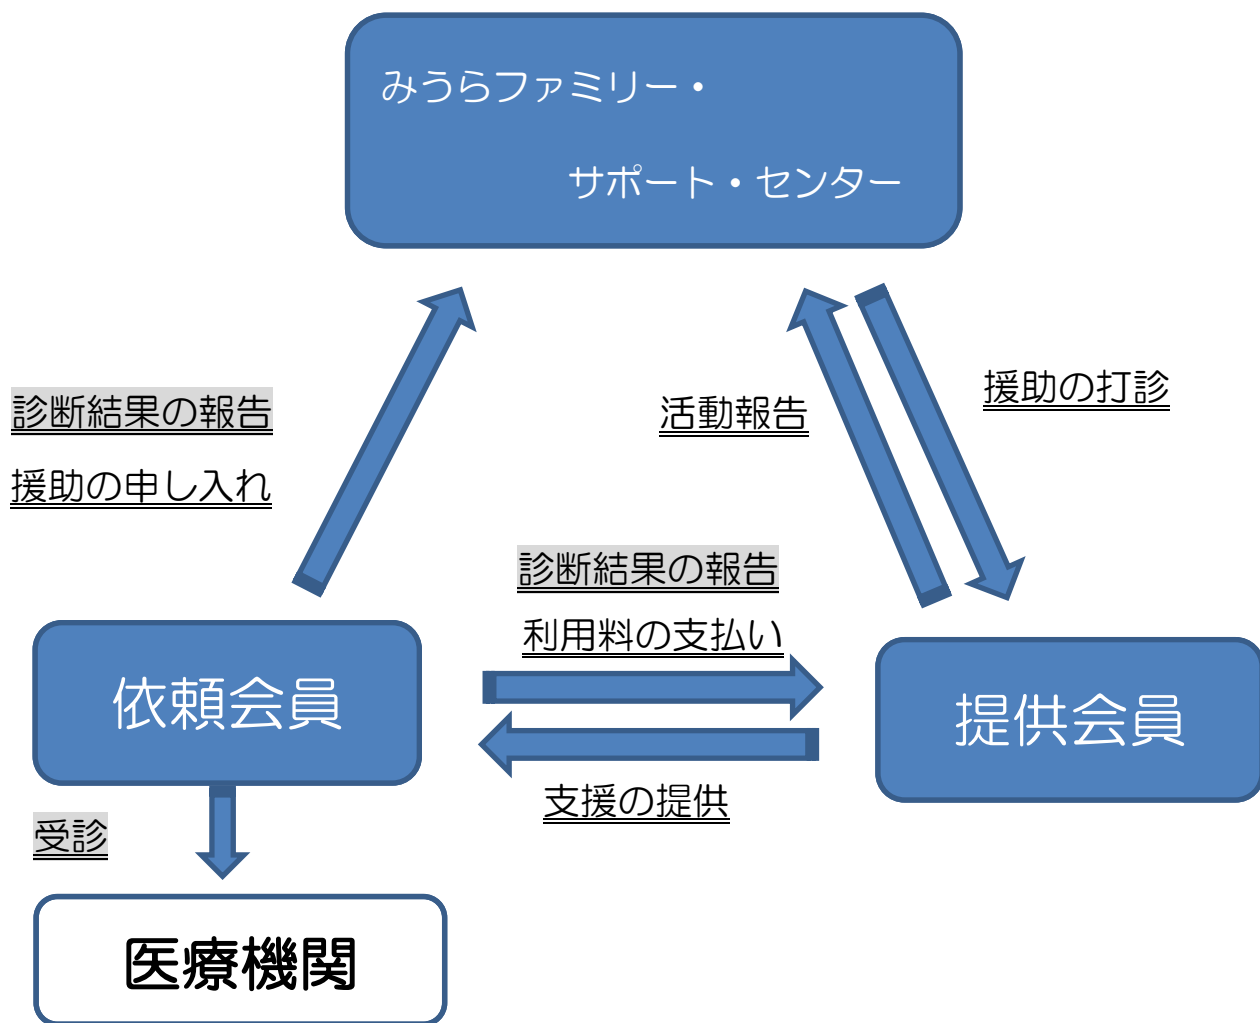 みうらファミリー・
サポート・センター
診断結果の報告
援助の申し入れ
活動報告
援助の打診
診断結果の報告
利用料の支払い
依頼会員
提供会員
支援の提供
受診
医療機関